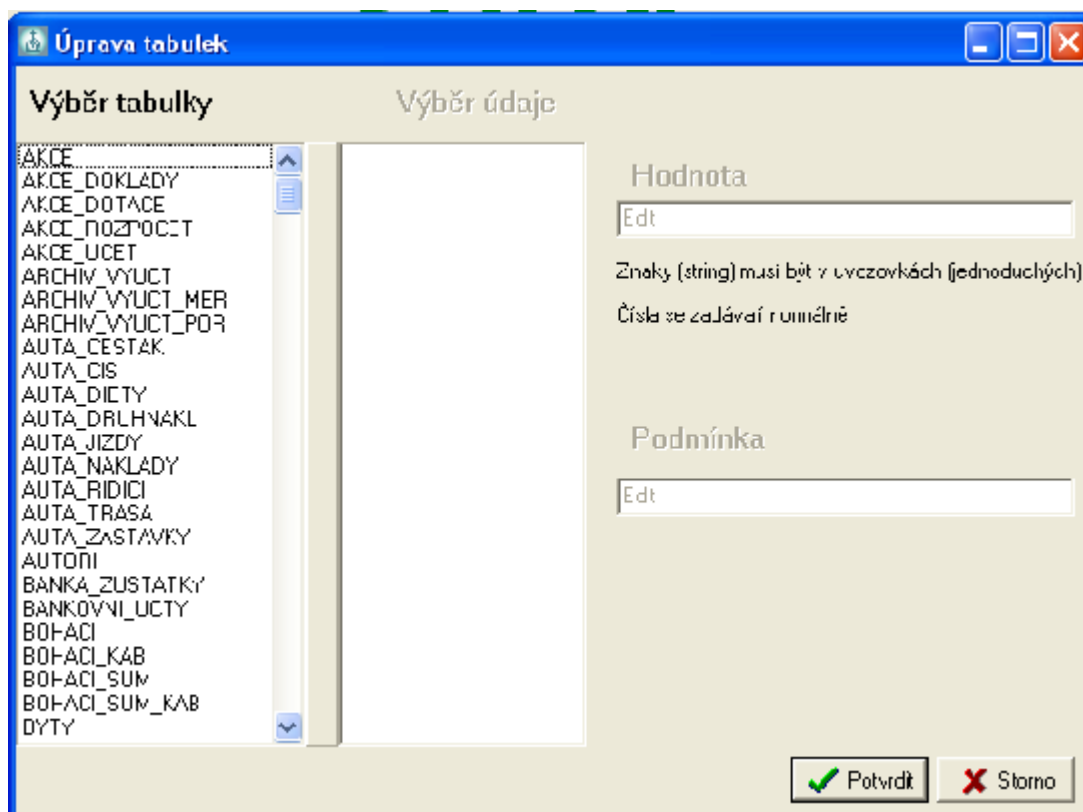 Úprava tabulek
Výběr tabulky
Výběr údaje
AKCE
AKCE_DOKLADY
AKCE_DOTACE
AKCE_ROZPOCET
AKCE_UCET
ARCHIV_VYUCT
ARCHIV_VYUCT_MER
ARCHIV_VYUCT_POR
AUTA_CESTAK
AUTA_CIS
AUTA_DIETY
AUTA_DRUHNAKL
AUTA_JIZDY
AUTA_NAKLADY
AUTA_RIDICI
AUTA_TRASA
AUTA_ZASTAVKY
AUTORI
BANKA_ZUSTATKY
BANKOVNI_UCTY
BOHACI
BOHACI_KAB
BOHACI_SUM
BOHACI_SUM_KAB
BYTY
Hodnota
Edt
Znaky (string) musí být v uvozovkách (jednoduchých)
Čísla se zadávají normálně
Podmínka
Edt
Potvrdit
Storno